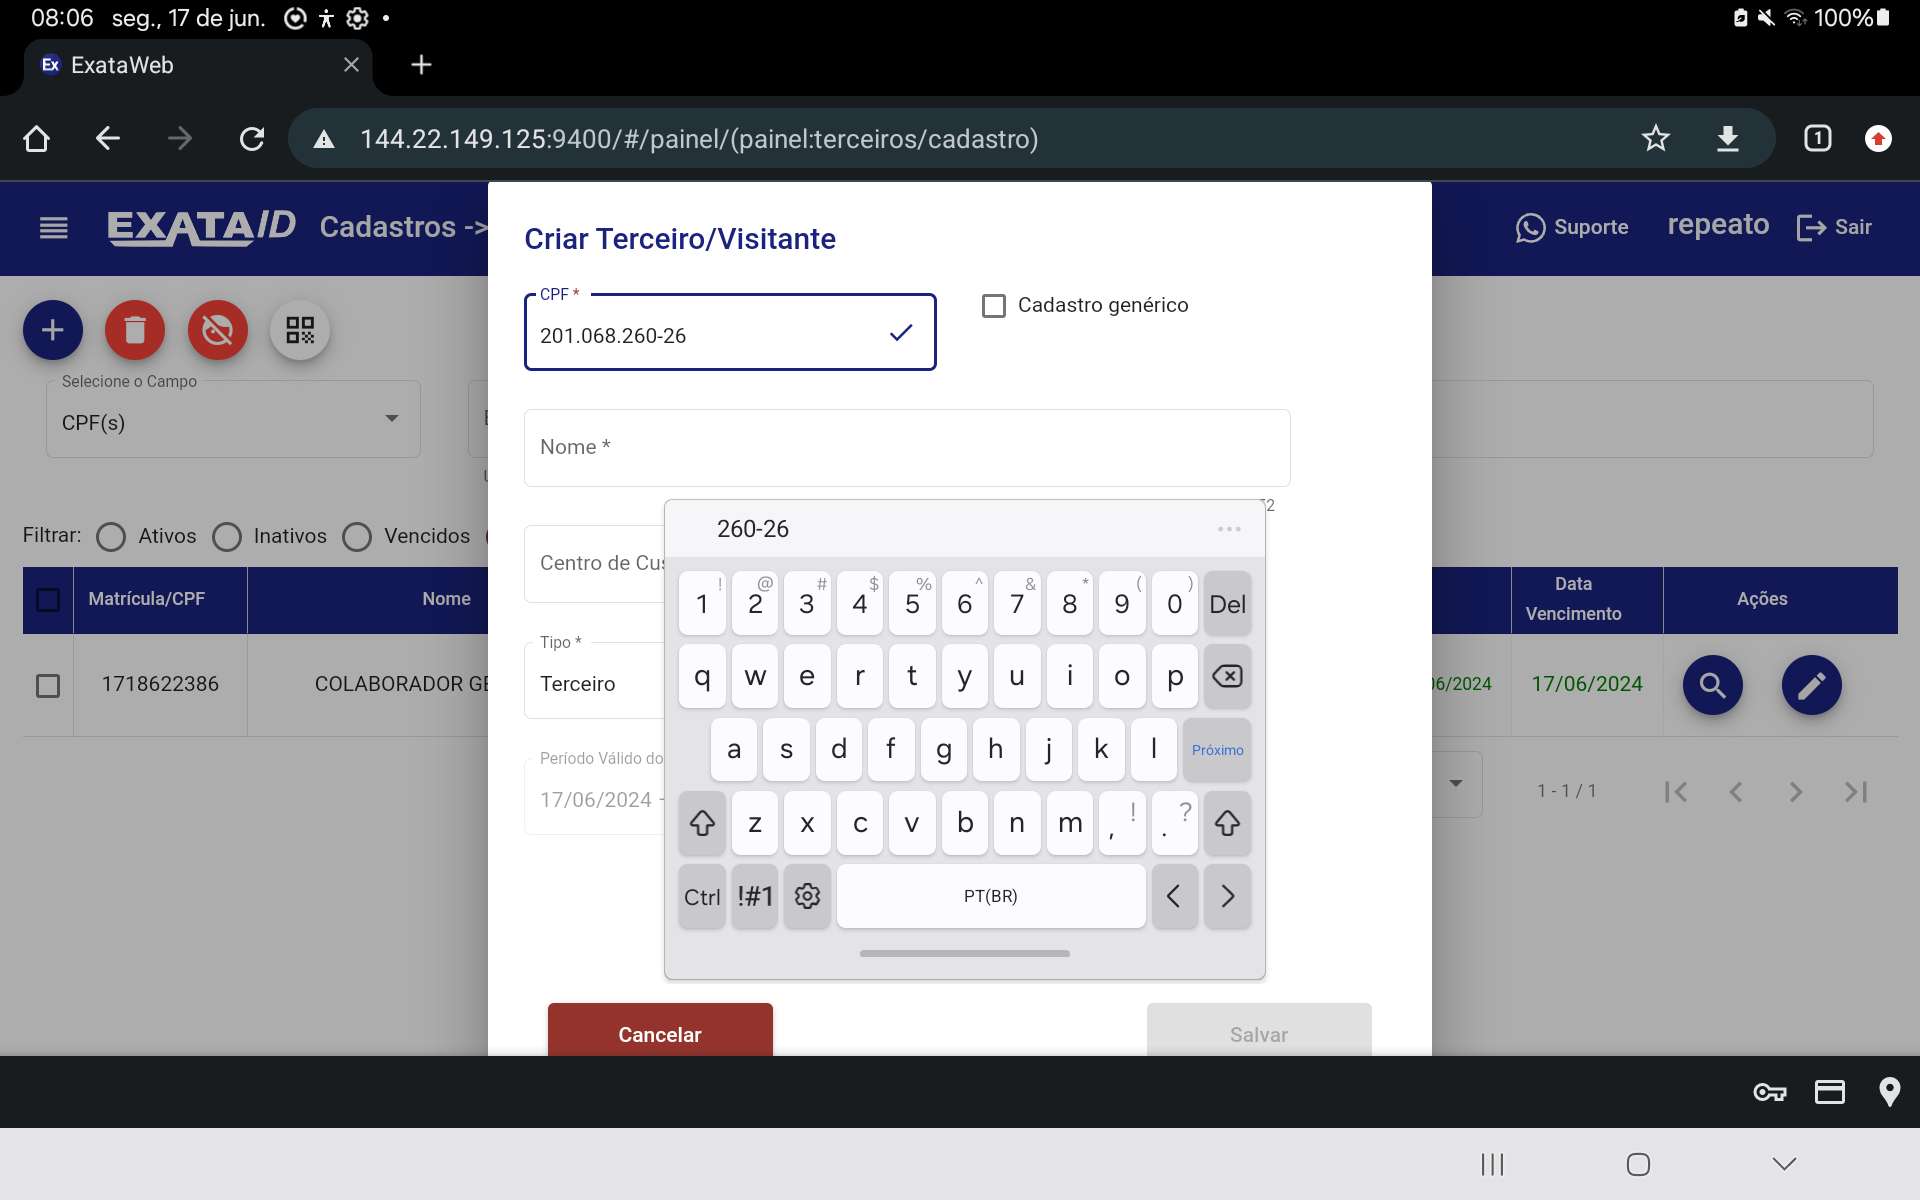 08:06 seg., 17 de jun. 100%
Ex ExataWeb
144.22.149.125:9400/#/painel/(painel:terceiros/cadastro) 1
EXATAID Cadastros -> Suporte repeato Sair
Criar Terceiro/Visitante
CPF *
201.068.260-26
Cadastro genérico
Selecione o Campo
CPF(s)
Nome *
Filtrar: Ativos Inativos Vencidos
Centro de Cus
Matrícula/CPF Nome Data Vencimento Ações
Tipo *
Terceiro
1718622386 COLABORADOR GE 06/2024 17/06/2024
Período Válido do
17/06/2024 -
1 - 1 / 1
260-26
! @ # $ % ^ & * ( )
1 2 3 4 5 6 7 8 9 0 Del
q w e r t y u i o p
a s d f g h j k l Próximo
z x c v b n m , ! . ?
Ctrl !#1 PT(BR)
Cancelar Salvar